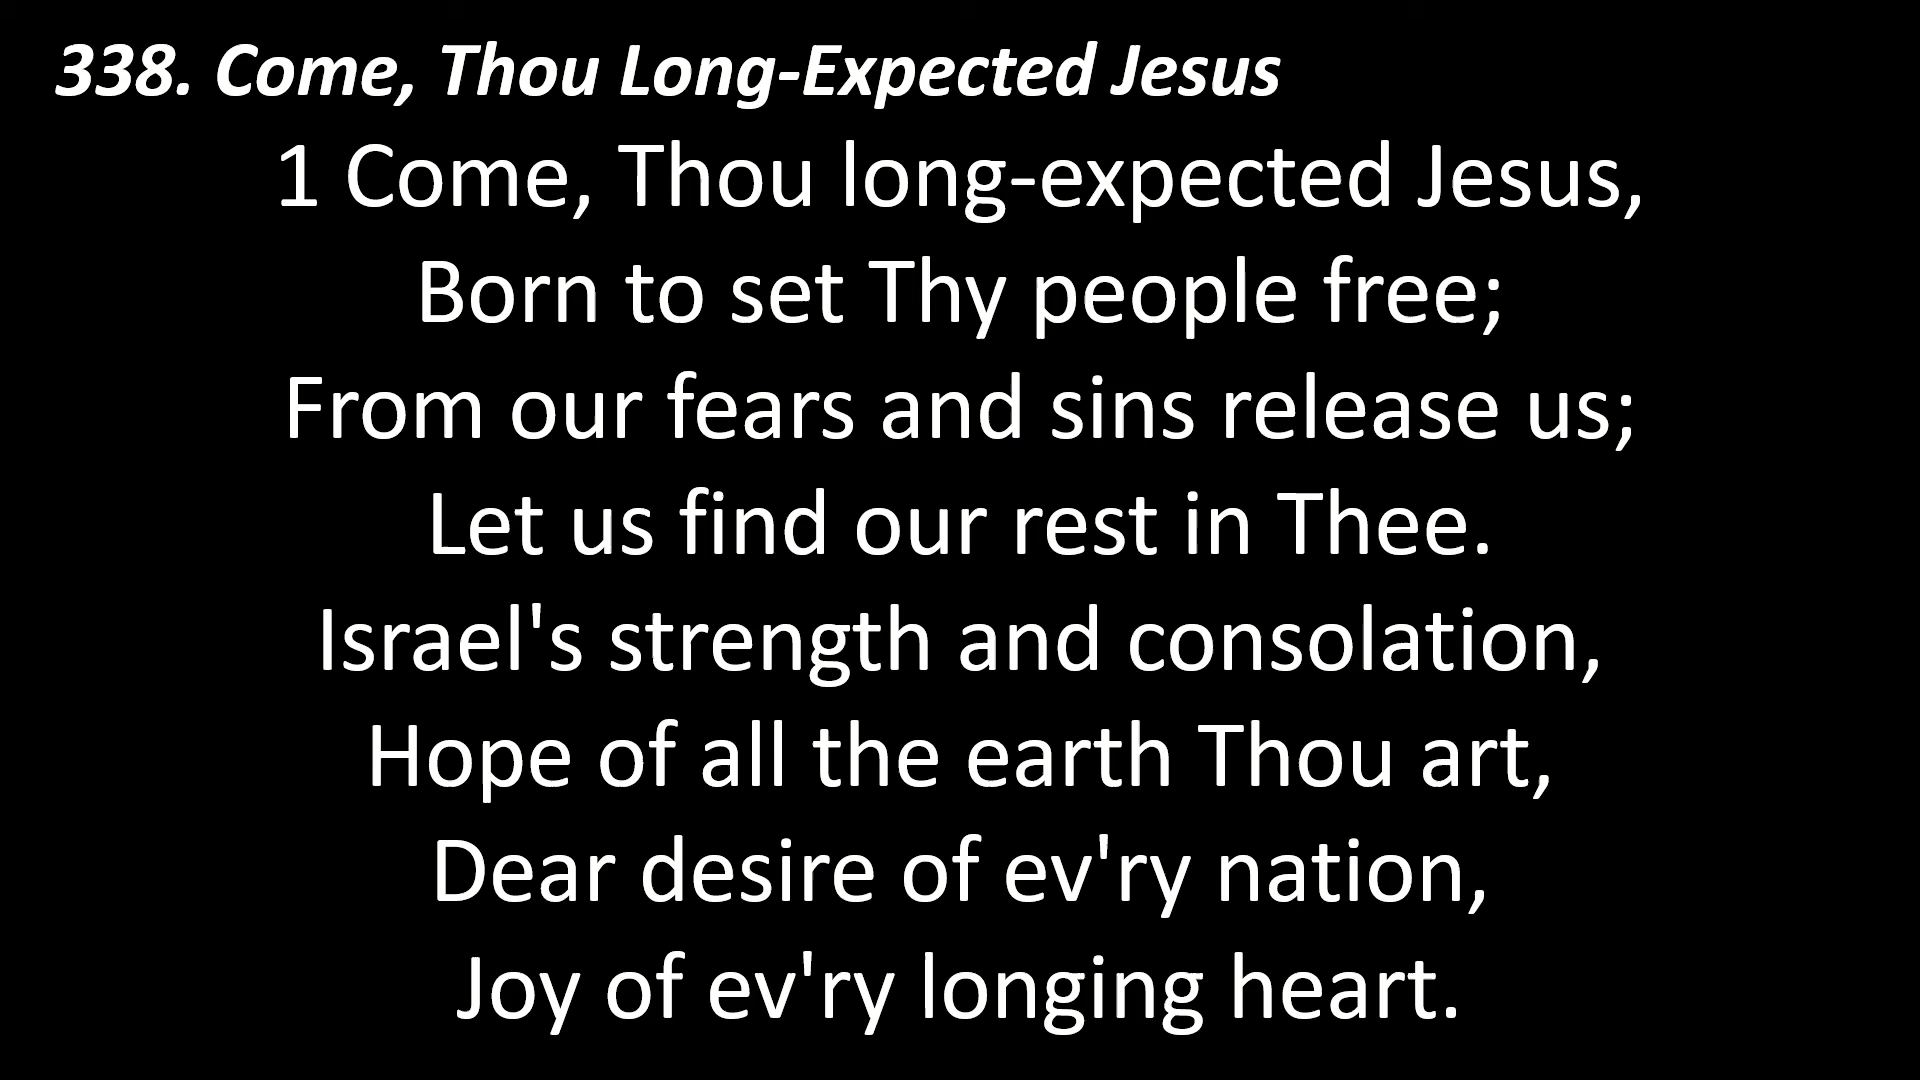 338. Come, Thou Long-Expected Jesus
1 Come, Thou long-expected Jesus,
Born to set Thy people free;
From our fears and sins release us;
Let us find our rest in Thee.
Israel's strength and consolation,
Hope of all the earth Thou art,
Dear desire of ev'ry nation,
Joy of ev'ry longing heart.